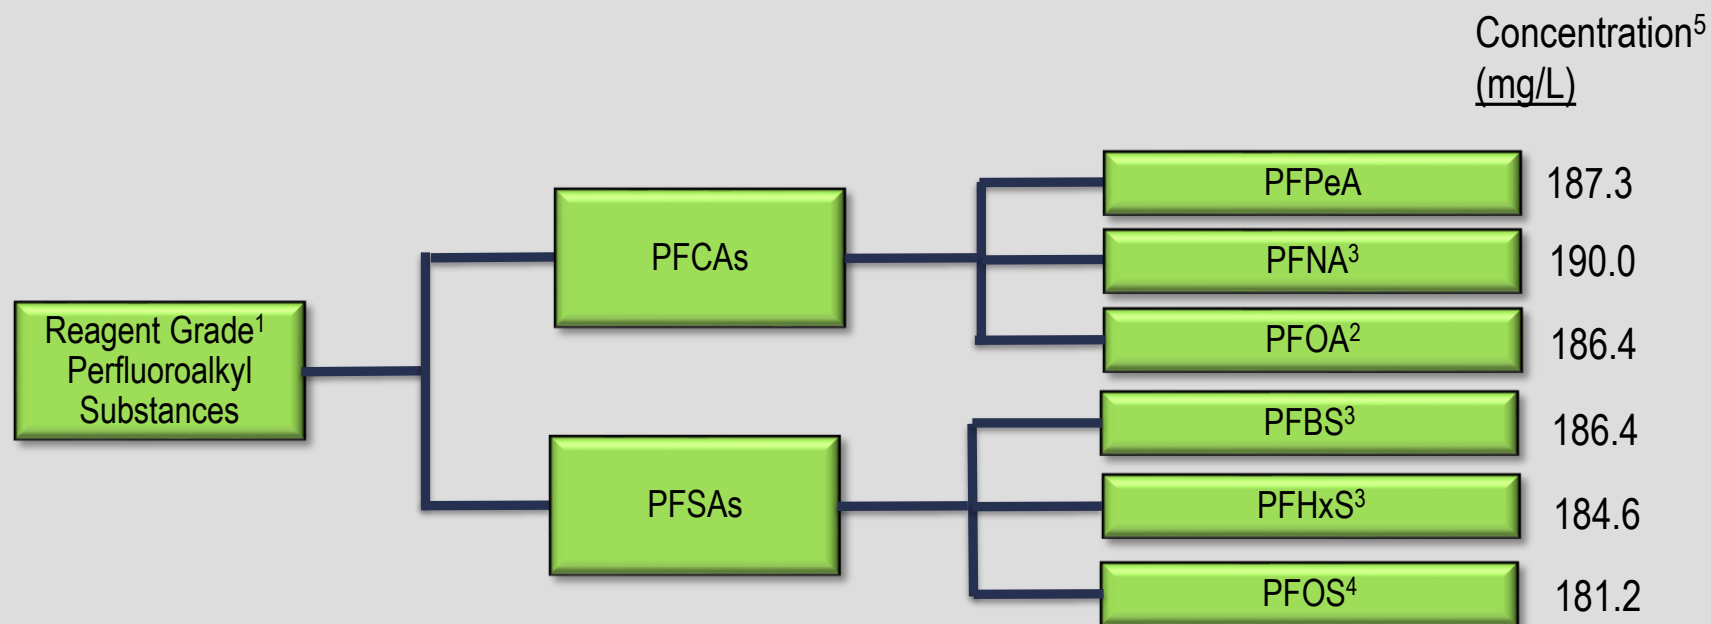 Concentration⁵
(mg/L)
Reagent Grade¹
Perfluoroalkyl
Substances
PFCAs
PFPeA 187.3
PFNA³ 190.0
PFOA² 186.4
PFSAs
PFBS³ 186.4
PFHxS³ 184.6
PFOS⁴ 181.2